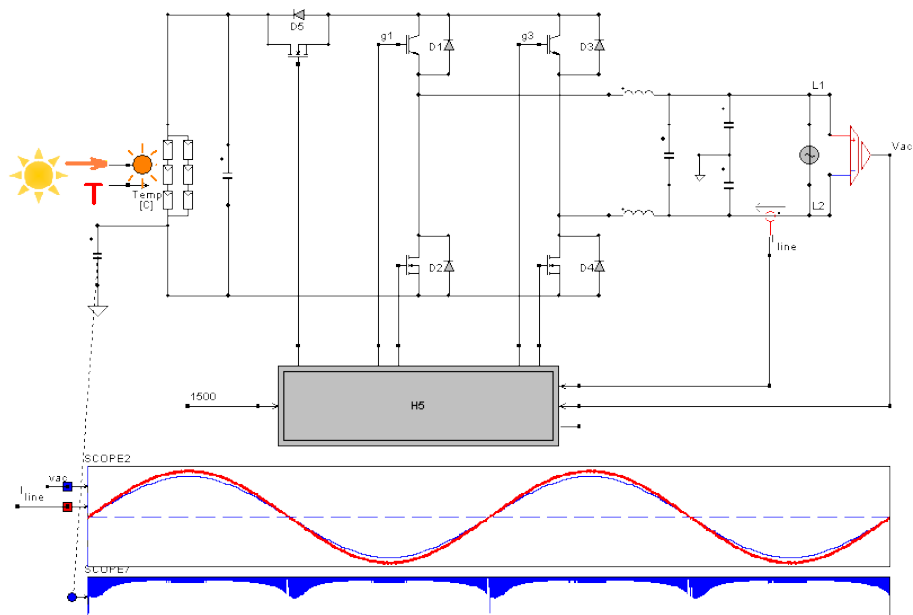 D5
g1
D1
g3
D3
L1
Vac
T
Temp
[C]
L2
I
line
D2
D4
1500
H5
SCOPE2
vac
I
line
SCOPE7